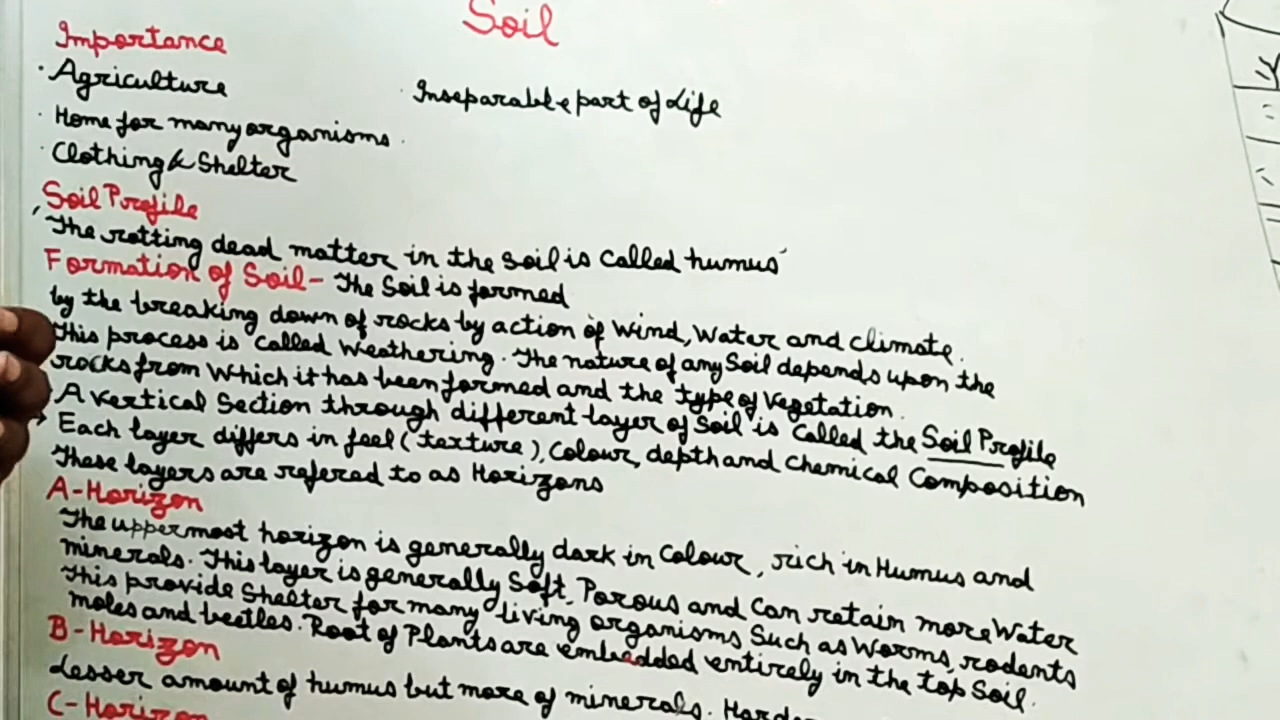 Soil
Importance
· Agriculture
· Inseparable part of Life
· Home for many organisms.
· Clothing & Shelter
Soil Profile
The rotting dead matter in the soil is called humus
Formation of Soil- The Soil is formed
by the breaking down of rocks by action of Wind, Water and climate.
This process is called Weathering. The nature of any Soil depends upon the
rocks from Which it has been formed and the type of Vegetation.
A vertical Section through different layer of Soil is called the Soil Profile
Each layer differs in feel (texture), Colour, depth and Chemical Composition
These layers are refered to as Horizons
A-Horizon
The uppermost horizon is generally dark in Colour, rich in Humus and
minerals. This layer is generally Soft, Porous and Can retain more Water
This provide Shelter for many living organisms Such as Worms, rodents
moles and beetles. Root of Plants are embedded entirely in the top Soil.
B-Horizon
Lesser amount of humus but more of minerals.
C-Horizon